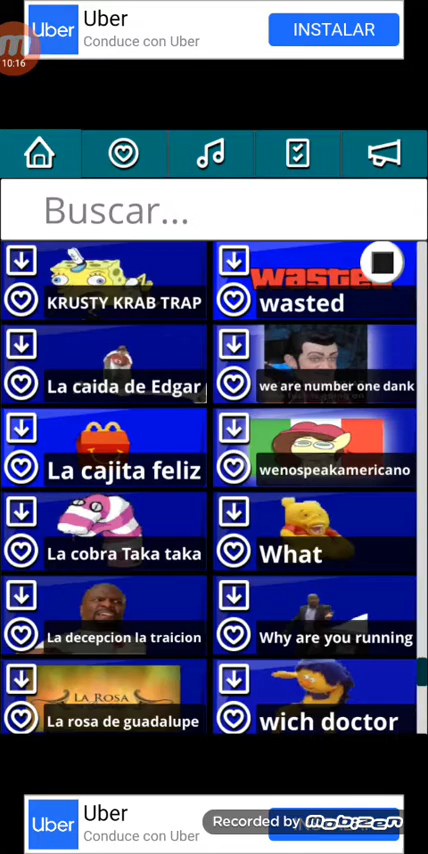 Uber
Uber
Conduce con Uber
INSTALAR
10:16
Buscar...
KRUSTY KRAB TRAP
wasted
wasted
La caida de Edgar
we are number one dank
La cajita feliz
wenospeakamericano
La cobra Taka taka
What
La decepcion la traicion
Why are you running
LA ROSA
La rosa de guadalupe
wich doctor
Uber
Uber
Conduce con Uber
Recorded by Mobizen